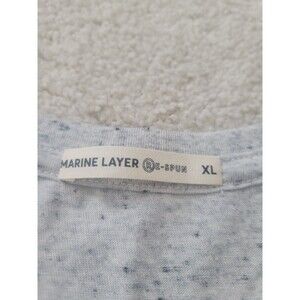 MARINE LAYER RE-SPUN XL